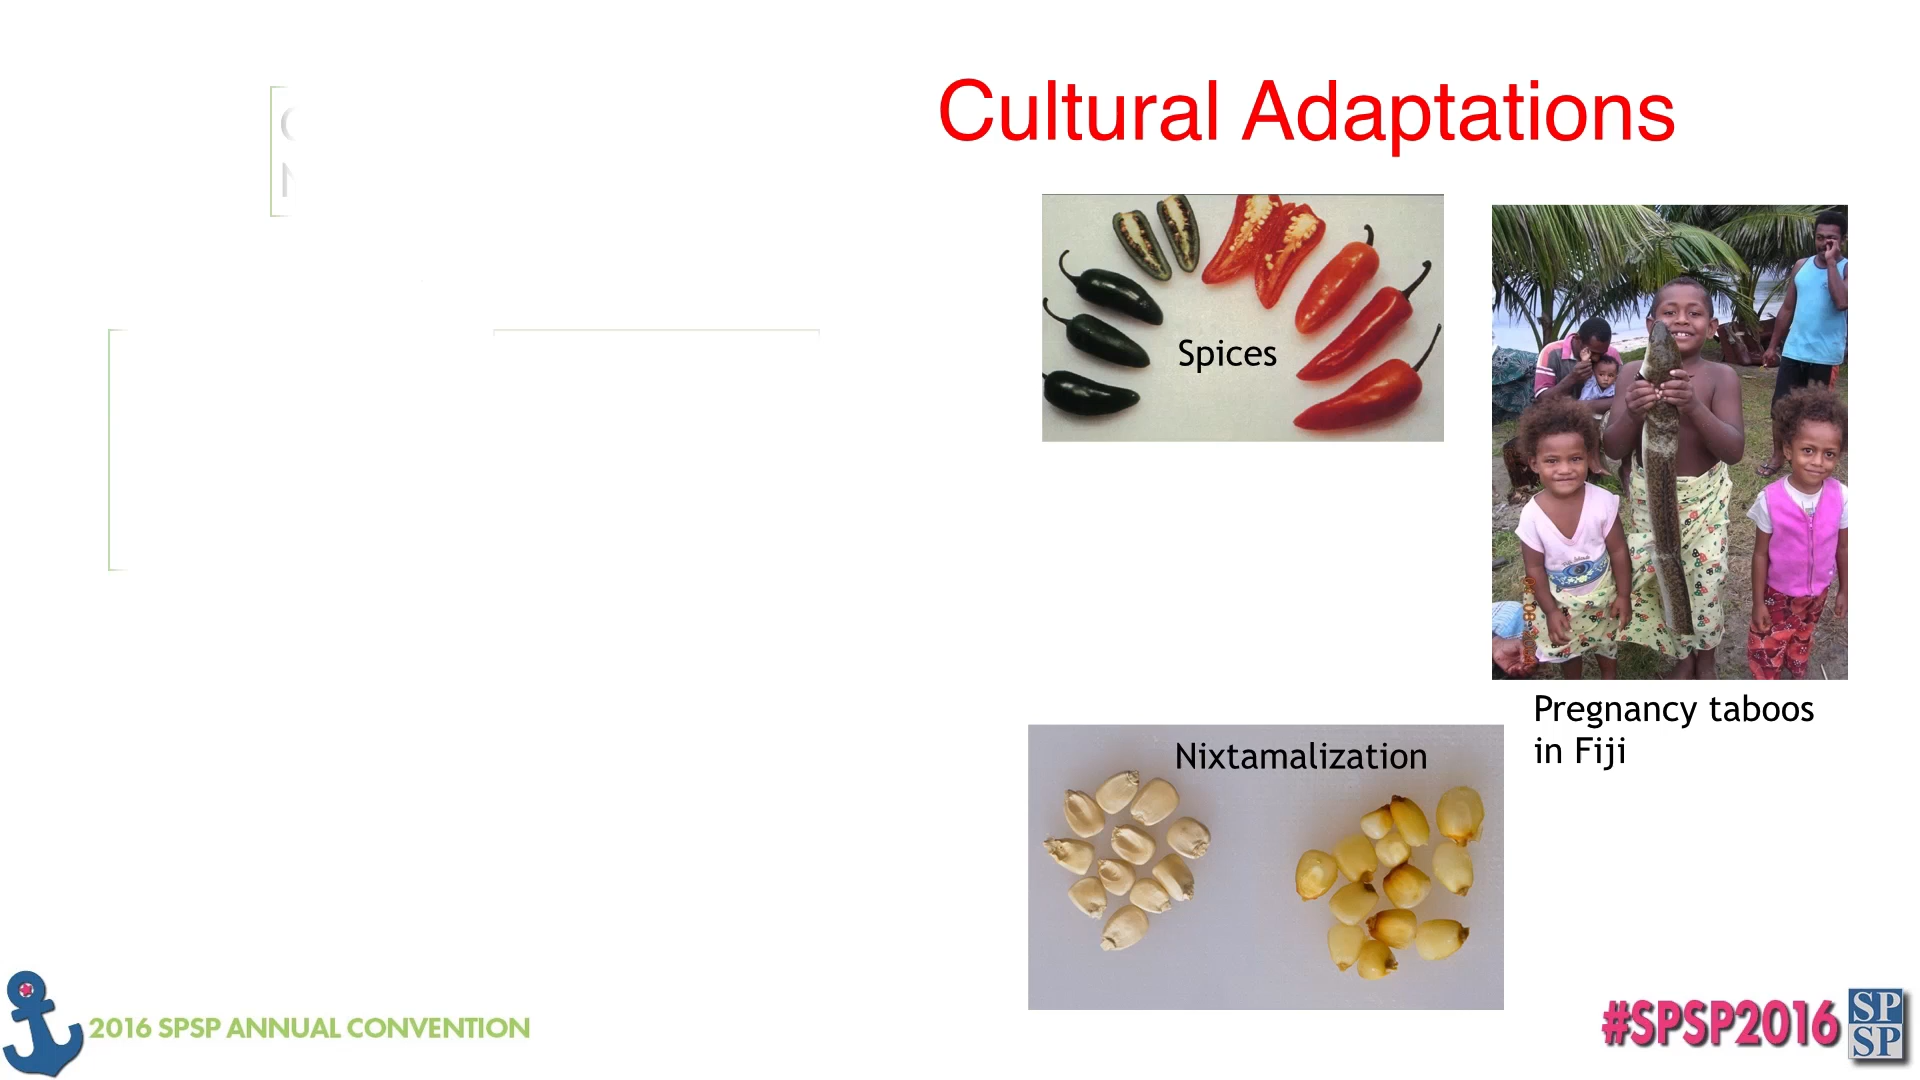 Cultural Adaptations
Spices
Pregnancy taboos
in Fiji
Nixtamalization
2016 SPSP ANNUAL CONVENTION
#SPSP2016
SP
SP